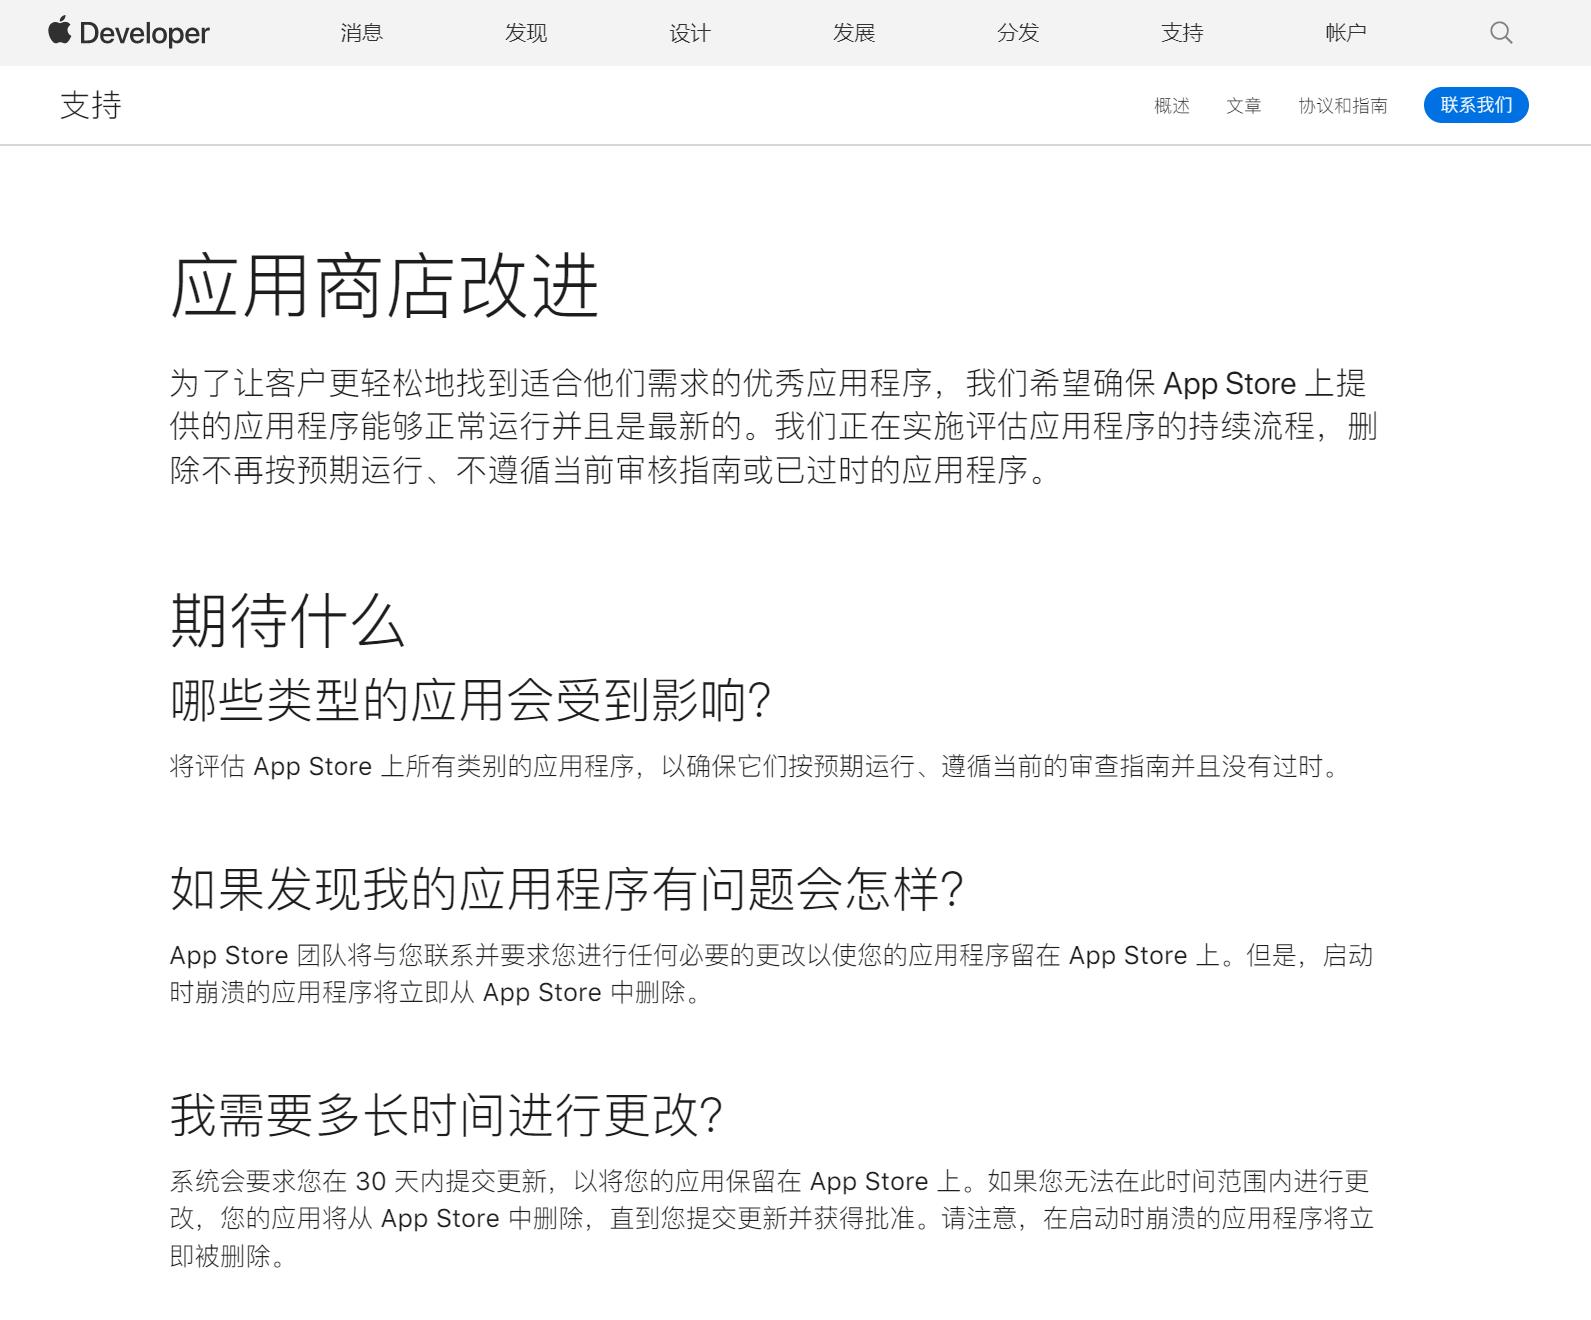 Developer 消息 发现 设计 发展 分发 支持 帐户
支持 概述 文章 协议和指南 联系我们
应用商店改进
为了让客户更轻松地找到适合他们需求的优秀应用程序，我们希望确保 App Store 上提
供的应用程序能够正常运行并且是最新的。我们正在实施评估应用程序的持续流程，删
除不再按预期运行、不遵循当前审核指南或已过时的应用程序。
期待什么
哪些类型的应用会受到影响？
将评估 App Store 上所有类别的应用程序，以确保它们按预期运行、遵循当前的审查指南并且没有过时。
如果发现我的应用程序有问题会怎样？
App Store 团队将与您联系并要求您进行任何必要的更改以使您的应用程序留在 App Store 上。但是，启动
时崩溃的应用程序将立即从 App Store 中删除。
我需要多长时间进行更改？
系统会要求您在 30 天内提交更新，以将您的应用保留在 App Store 上。如果您无法在此时间范围内进行更
改，您的应用将从 App Store 中删除，直到您提交更新并获得批准。请注意，在启动时崩溃的应用程序将立
即被删除。